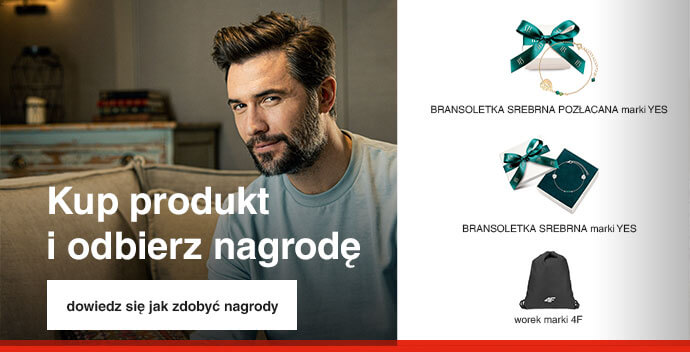 Kup produkt
i odbierz nagrodę
dowiedz się jak zdobyć nagrody
BRANSOLETKA SREBRNA POZŁACANA marki YES
BRANSOLETKA SREBRNA marki YES
4F
worek marki 4F